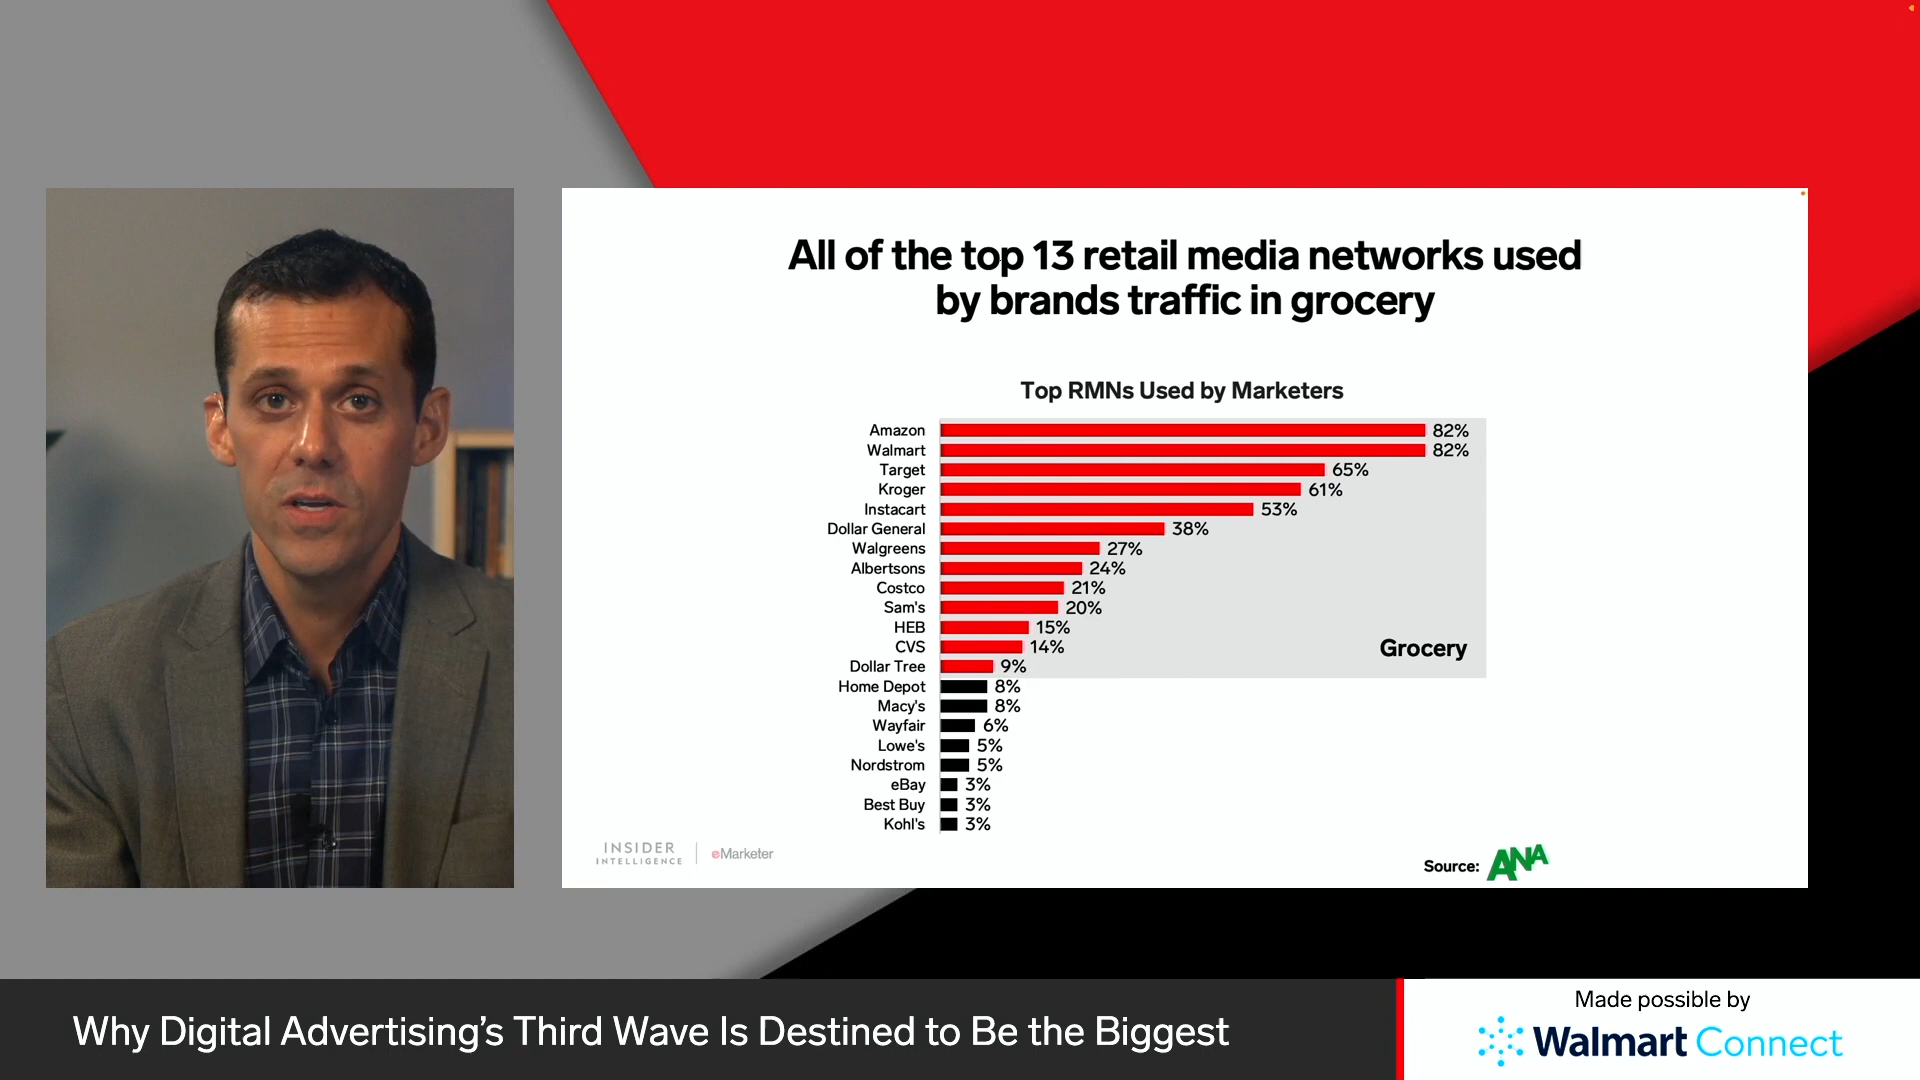 All of the top 13 retail media networks used
by brands traffic in grocery
Top RMNs Used by Marketers
Amazon 82%
Walmart 82%
Target 65%
Kroger 61%
Instacart 53%
Dollar General 38%
Walgreens 27%
Albertsons 24%
Costco 21%
Sam's 20%
HEB 15%
CVS 14%
Grocery
Dollar Tree 9%
Home Depot 8%
Macy's 8%
Wayfair 6%
Lowe's 5%
Nordstrom 5%
eBay 3%
Best Buy 3%
Kohl's 3%
INSIDER
INTELLIGENCE
eMarketer
Source: ANA
Why Digital Advertising's Third Wave Is Destined to Be the Biggest
Made possible by
Walmart Connect